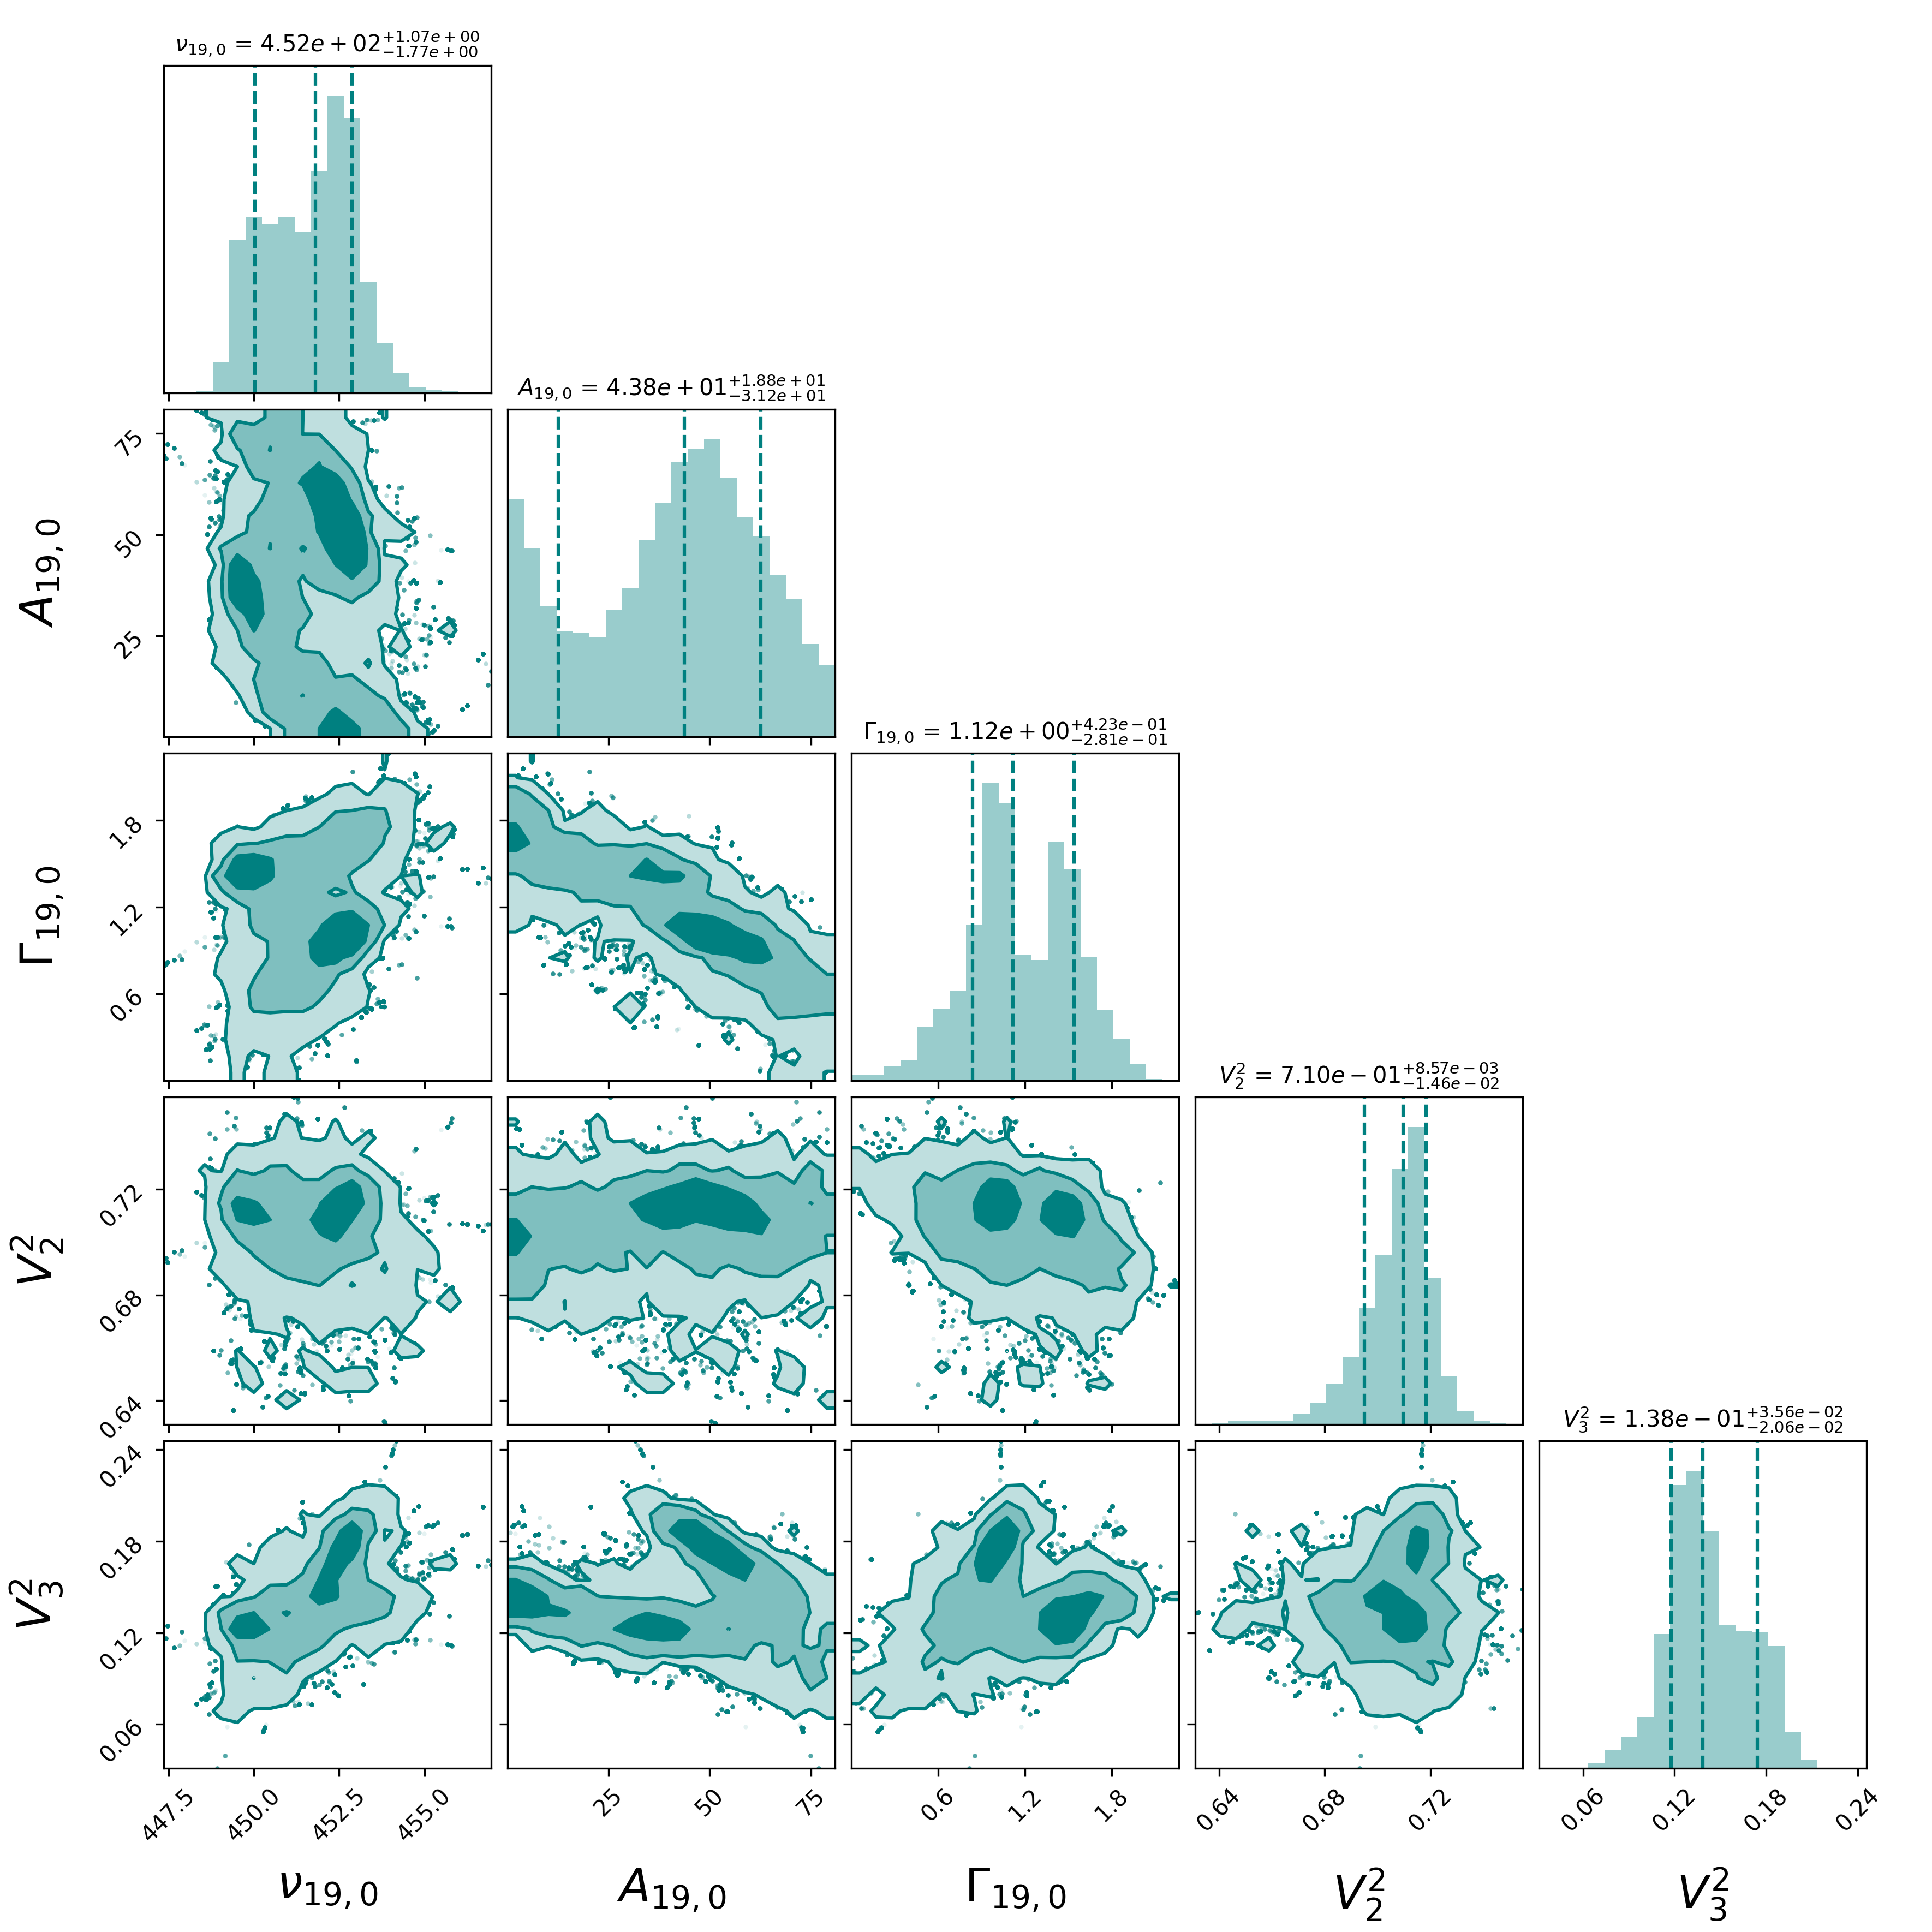 ν19, 0 = 4.52e + 02 +1.07e + 00 −1.77e + 00
A19, 0 = 4.38e + 01 +1.88e + 01 −3.12e + 01
75
50
25
A19, 0
Γ19, 0 = 1.12e + 00 +4.23e − 01 −2.81e − 01
1.8
1.2
0.6
Γ19, 0
V22 = 7.10e − 01 +8.57e − 03 −1.46e − 02
0.72
0.68
0.64
V22
V32 = 1.38e − 01 +3.56e − 02 −2.06e − 02
0.24
0.18
0.12
0.06
V32
447.5 450.0 452.5 455.0 25 50 75 0.6 1.2 1.8 0.64 0.68 0.72 0.06 0.12 0.18 0.24
ν19, 0 A19, 0 Γ19, 0 V22 V32